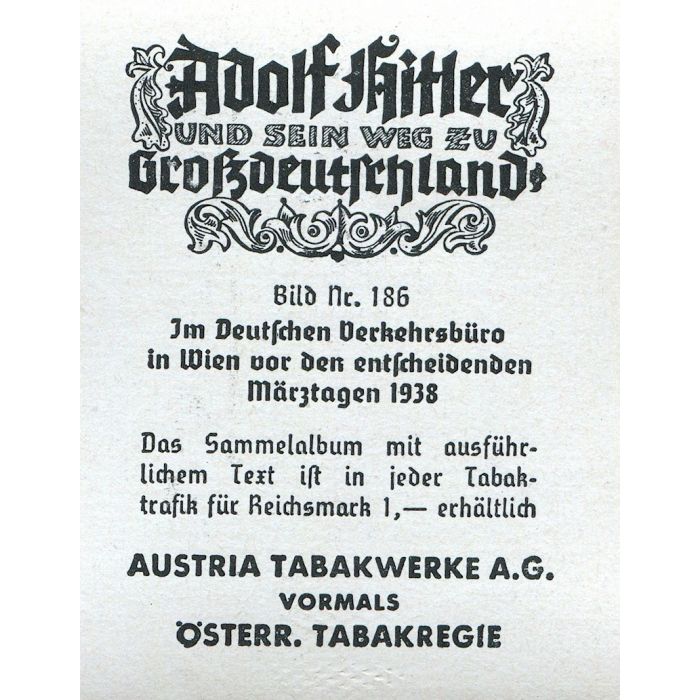 Adolf Hitler
UND SEIN WEG ZU
Großdeutschland
Bild Nr. 186
Im Deutschen Verkehrsbüro
in Wien vor den entscheidenden
Märztagen 1938
Das Sammelalbum mit ausführ-
lichem Text ist in jeder Tabak-
trafik für Reichsmark 1,— erhältlich
AUSTRIA TABAKWERKE A.G.
VORMALS
ÖSTERR. TABAKREGIE